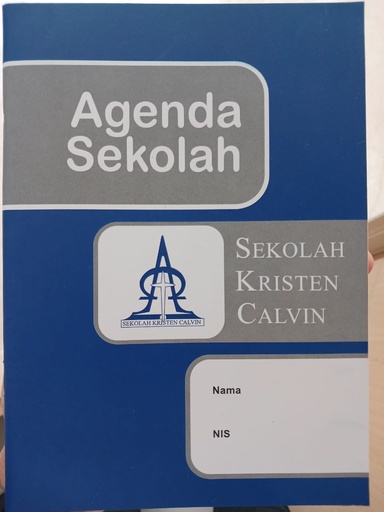 Agenda
Sekolah
SEKOLAH KRISTEN CALVIN
SEKOLAH
KRISTEN
CALVIN
Nama
NIS